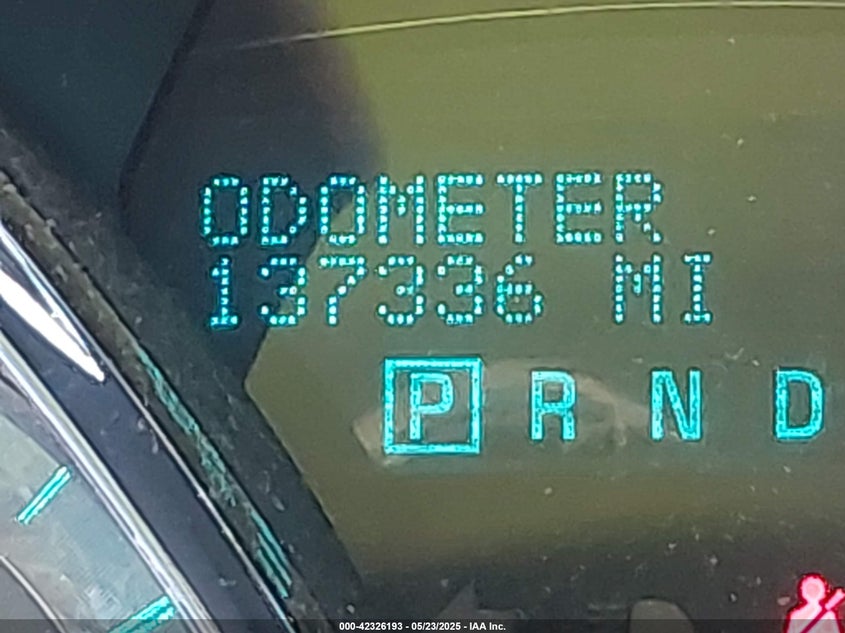 ODOMETER
137336 MI
P R N D
000-42326193 - 05/23/2025 - IAA Inc.